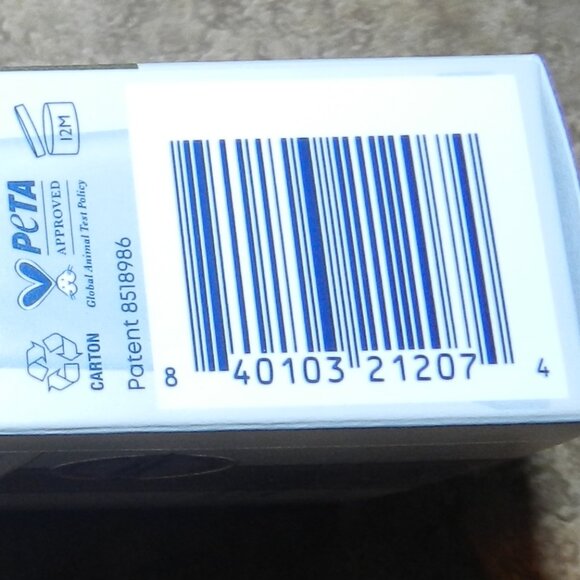 12M
PETA
APPROVED
Global Animal Test Policy
CARTON
Patent 8518986
8 40103 21207 4